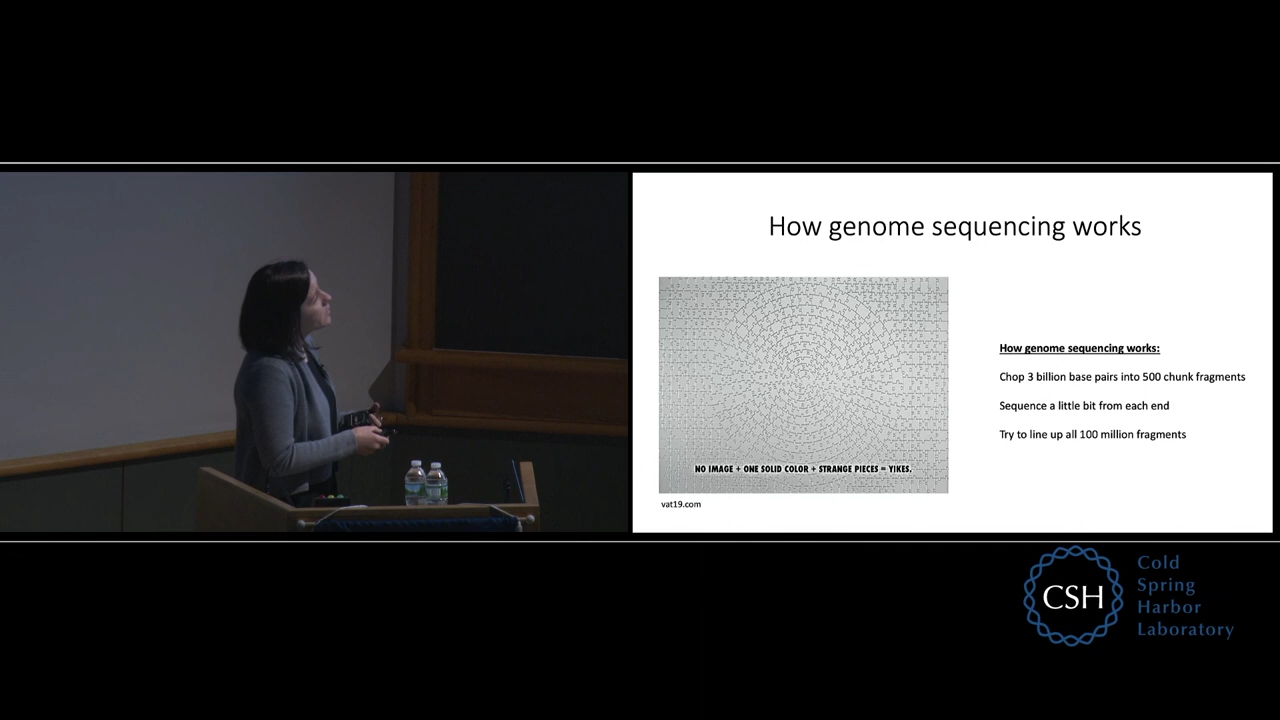 How genome sequencing works
NO IMAGE + ONE SOLID COLOR + STRANGE PIECES = YIKES.
vat19.com
How genome sequencing works:
Chop 3 billion base pairs into 500 chunk fragments
Sequence a little bit from each end
Try to line up all 100 million fragments
CSH
Cold
Spring
Harbor
Laboratory